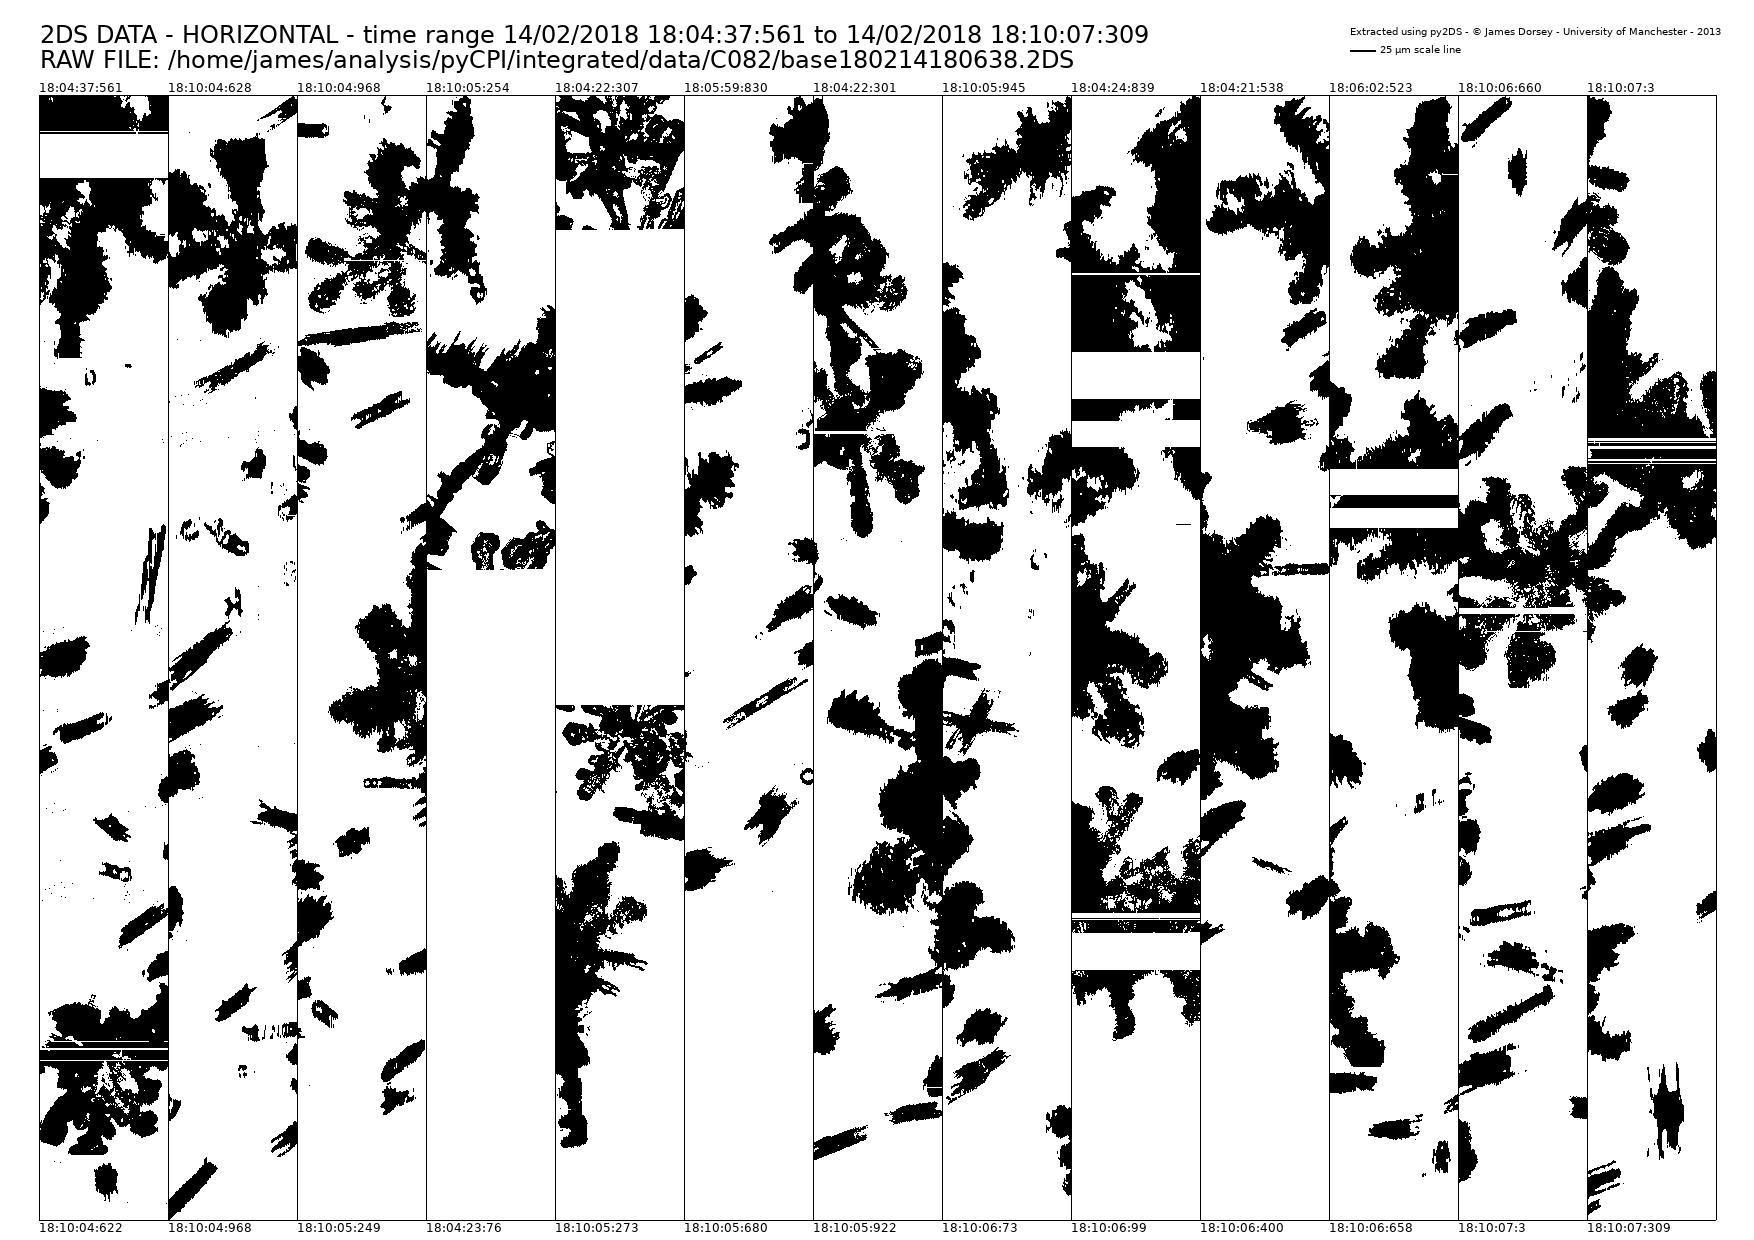 2DS DATA - HORIZONTAL - time range 14/02/2018 18:04:37:561 to 14/02/2018 18:10:07:309
RAW FILE: /home/james/analysis/pyCPI/integrated/data/C082/base180214180638.2DS
Extracted using py2DS - © James Dorsey - University of Manchester - 2013
25 µm scale line
18:04:37:561 18:10:04:628 18:10:04:968 18:10:05:254 18:04:22:307 18:05:59:830 18:04:22:301 18:10:05:945 18:04:24:839 18:04:21:538 18:06:02:523 18:10:06:660 18:10:07:3
18:10:04:622 18:10:04:968 18:10:05:249 18:04:23:76 18:10:05:273 18:10:05:680 18:10:05:922 18:10:06:73 18:10:06:99 18:10:06:400 18:10:06:658 18:10:07:3 18:10:07:309